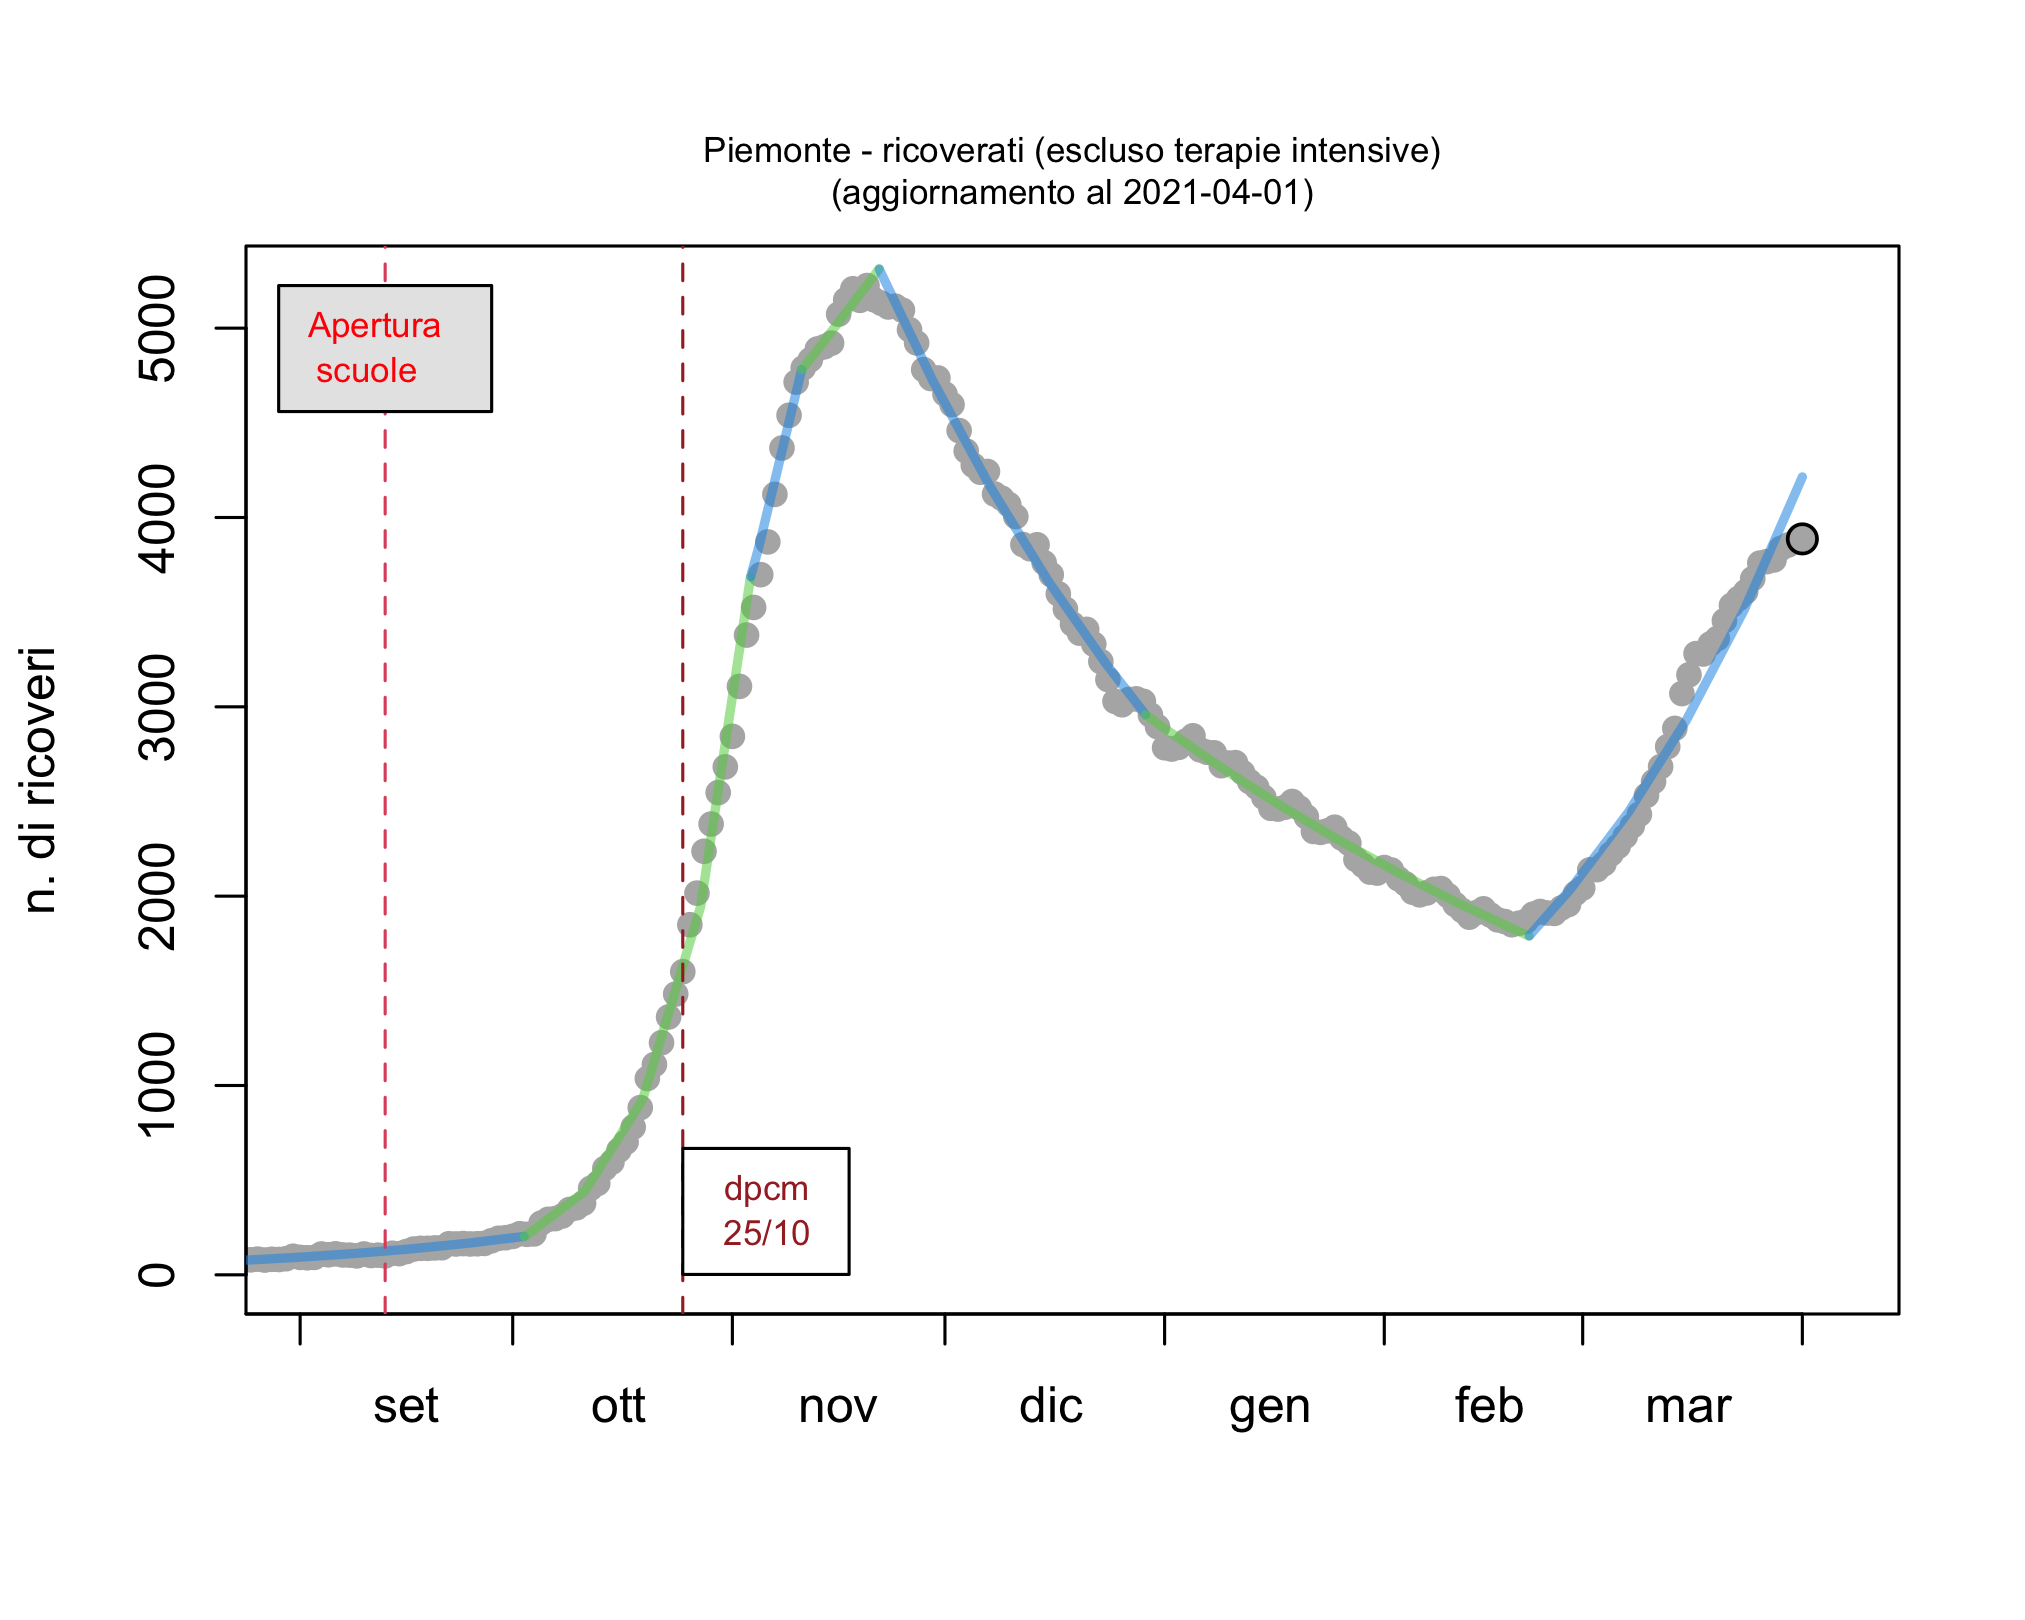 Piemonte - ricoverati (escluso terapie intensive)
(aggiornamento al 2021-04-01)
n. di ricoveri
5000
4000
3000
2000
1000
0
Apertura
scuole
dpcm
25/10
set
ott
nov
dic
gen
feb
mar